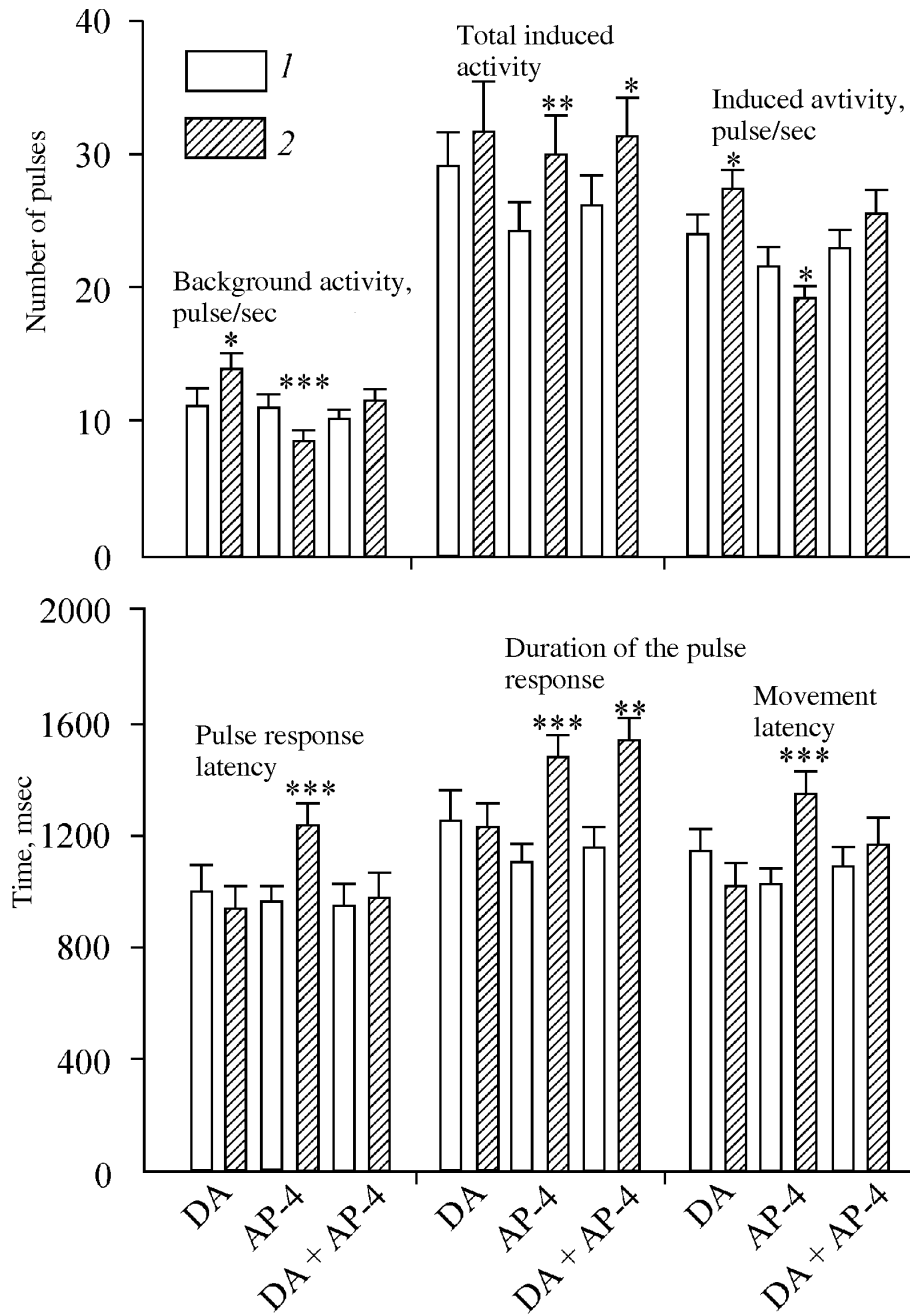 40
30
20
10
0
Number of pulses
1
2
Background activity,
pulse/sec
*
***
Total induced
activity
**
*
Induced avtivity,
pulse/sec
*
*
2000
1600
1200
800
400
0
Time, msec
Pulse response
latency
***
Duration of the pulse
response
***
**
Movement
latency
***
DA
AP-4
DA + AP-4
DA
AP-4
DA + AP-4
DA
AP-4
DA + AP-4